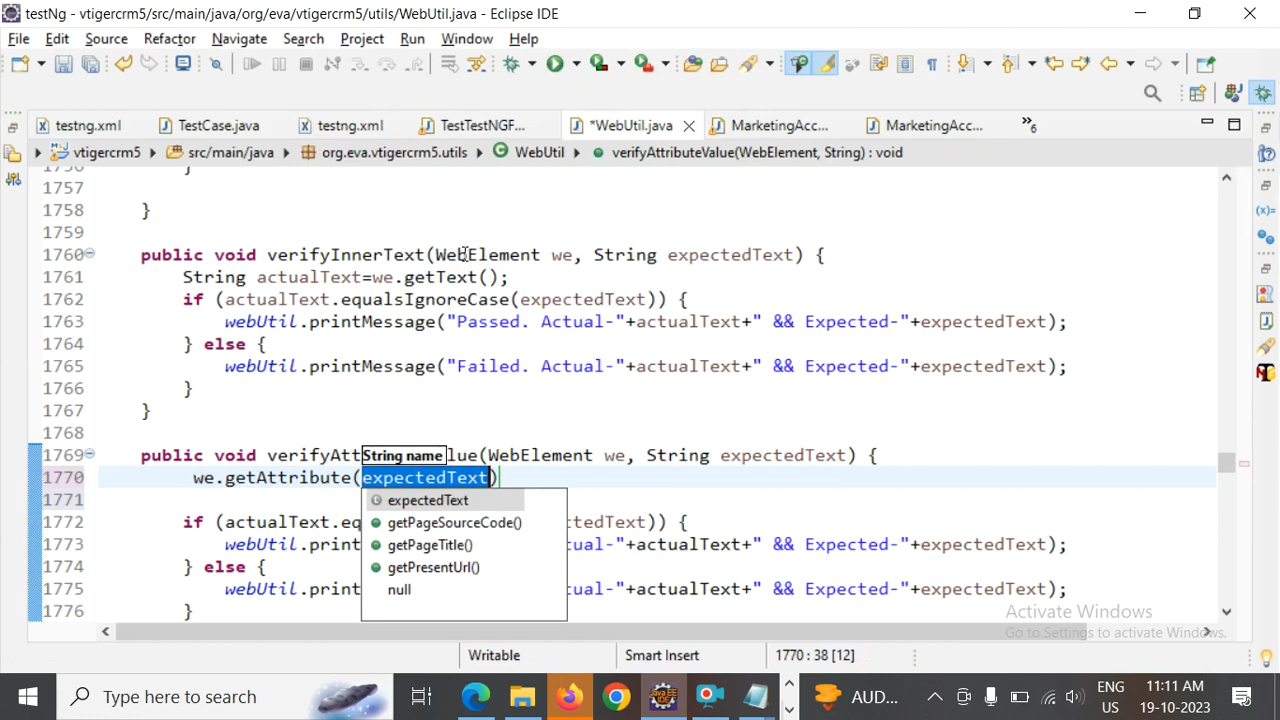 testNg - vtigercrm5/src/main/java/org/eva/vtigercrm5/utils/WebUtil.java - Eclipse IDE
File Edit Source Refactor Navigate Search Project Run Window Help
testng.xml TestCase.java testng.xml TestTestNGF... *WebUtil.java MarketingAcc... MarketingAcc... »6
vtigercrm5 src/main/java org.eva.vtigercrm5.utils WebUtil verifyAttributeValue(WebElement, String) : void
1756 }
1757
1758 }
1759
1760 public void verifyInnerText(WebElement we, String expectedText) {
1761 String actualText=we.getText();
1762 if (actualText.equalsIgnoreCase(expectedText)) {
1763 webUtil.printMessage("Passed. Actual-"+actualText+" && Expected-"+expectedText);
1764 } else {
1765 webUtil.printMessage("Failed. Actual-"+actualText+" && Expected-"+expectedText);
1766 }
1767 }
1768
1769 public void verifyAtt String name lue(WebElement we, String expectedText) {
1770 we.getAttribute(expectedText)
1771 expectedText
1772 if (actualText.eq getPageSourceCode() ctedText)) {
1773 webUtil.print getPageTitle() ual-"+actualText+" && Expected-"+expectedText);
1774 } else { getPresentUrl()
1775 webUtil.print null ual-"+actualText+" && Expected-"+expectedText);
1776 }
Activate Windows
Go to Settings to activate Windows.
Writable Smart Insert 1770 : 38 [12]
Type here to search AUD... ENG 11:11 AM
US 19-10-2023